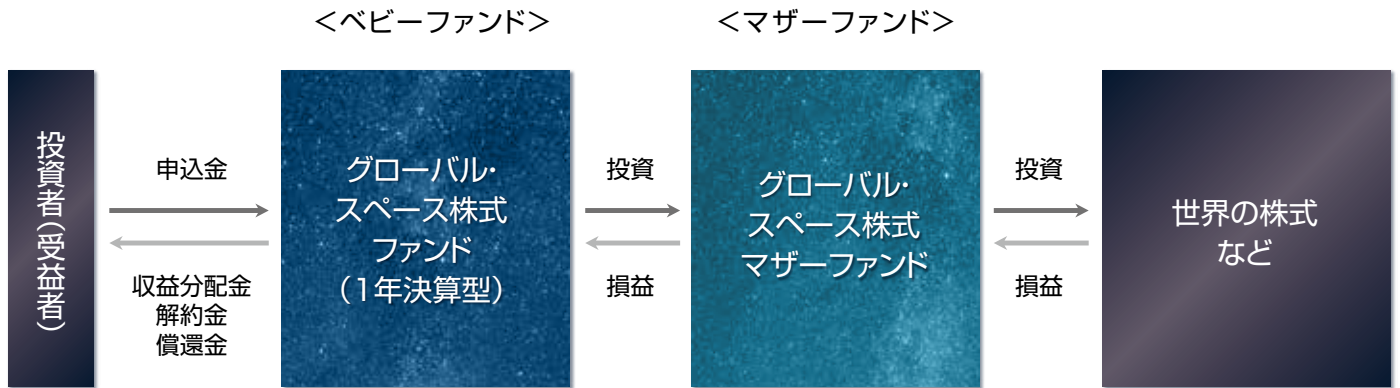 <ベビーファンド>
<マザーファンド>
投資者(受益者)
申込金
収益分配金
解約金
償還金
グローバル・
スペース株式
ファンド
(1年決算型)
投資
損益
グローバル・
スペース株式
マザーファンド
投資
損益
世界の株式
など